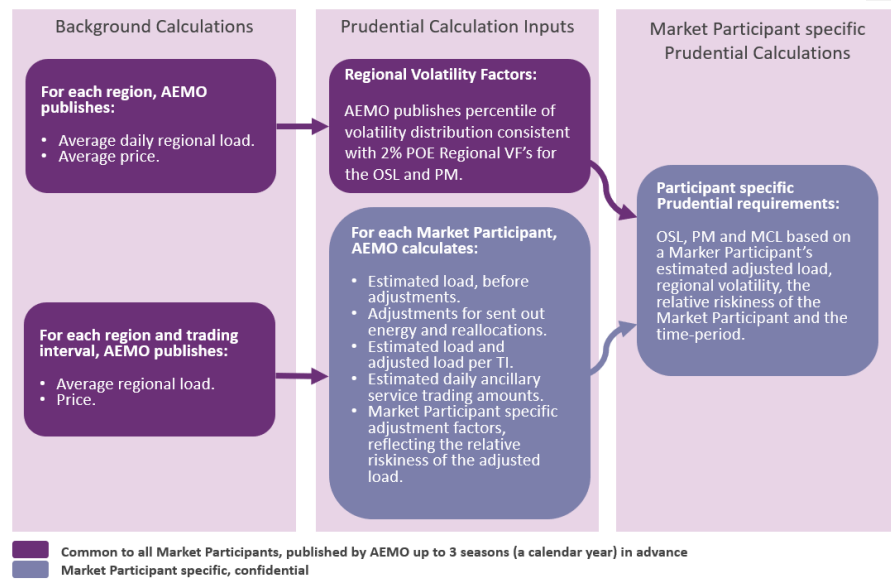 Background Calculations
For each region, AEMO
publishes:
• Average daily regional load.
• Average price.
For each region and trading
interval, AEMO publishes:
• Average regional load.
• Price.
Prudential Calculation Inputs
Regional Volatility Factors:
AEMO publishes percentile of
volatility distribution consistent
with 2% POE Regional VF's for
the OSL and PM.
For each Market Participant,
AEMO calculates:
• Estimated load, before
adjustments.
• Adjustments for sent out
energy and reallocations.
• Estimated load and
adjusted load per TI.
• Estimated daily ancillary
service trading amounts.
• Market Participant specific
adjustment factors,
reflecting the relative
riskiness of the adjusted
load.
Market Participant specific
Prudential Calculations
Participant specific
Prudential requirements:
OSL, PM and MCL based on
a Marker Participant's
estimated adjusted load,
regional volatility, the
relative riskiness of the
Market Participant and the
time-period.
Common to all Market Participants, published by AEMO up to 3 seasons (a calendar year) in advance
Market Participant specific, confidential